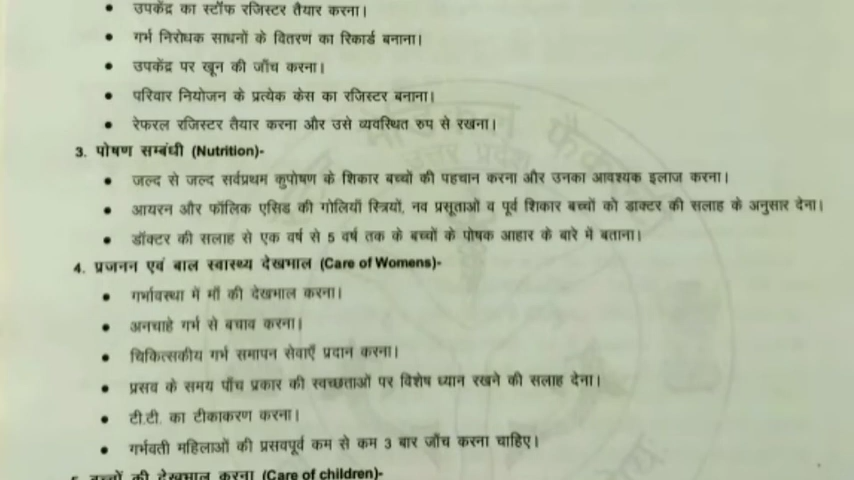 • उपकेंद्र का स्टॉफ रजिस्टर तैयार करना।
• गर्भ निरोधक साधनों के वितरण का रिकार्ड बनाना।
• उपकेंद्र पर खून की जाँच करना।
• परिवार नियोजन के प्रत्येक केस का रजिस्टर बनाना।
• रेफरल रजिस्टर तैयार करना और उसे व्यवस्थित रुप से रखना।
3. पोषण सम्बंधी (Nutrition)-
• जल्द से जल्द सर्वप्रथम कुपोषण के शिकार बच्चों की पहचान करना और उनका आवश्यक इलाज करना।
• आयरन और फॉलिक एसिड की गोलियाँ स्त्रियों, नव प्रसूताओं व पूर्व शिकार बच्चों को डाक्टर की सलाह के अनुसार देना।
• डॉक्टर की सलाह से एक वर्ष से 5 वर्ष तक के बच्चों के पोषक आहार के बारे में बताना।
4. प्रजनन एवं बाल स्वास्थ्य देखभाल (Care of Womens)-
• गर्भावस्था में माँ की देखभाल करना।
• अनचाहे गर्भ से बचाव करना।
• चिकित्सकीय गर्भ समापन सेवाएँ प्रदान करना।
• प्रसव के समय पाँच प्रकार की स्वच्छताओं पर विशेष ध्यान रखने की सलाह देना।
• टी.टी. का टीकाकरण करना।
• गर्भवती महिलाओं की प्रसवपूर्व कम से कम 3 बार जाँच करना चाहिए।
5. बच्चों की देखभाल करना (Care of children)-